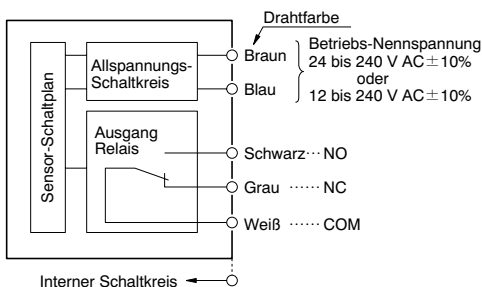 Drahtfarbe
Allspannungs-
Schaltkreis
Braun
Blau
Betriebs-Nennspannung
24 bis 240 V AC±10%
oder
12 bis 240 V AC±10%
Sensor-Schaltplan
Ausgang
Relais
Schwarz··· NO
Grau ······ NC
Weiß ······ COM
Interner Schaltkreis